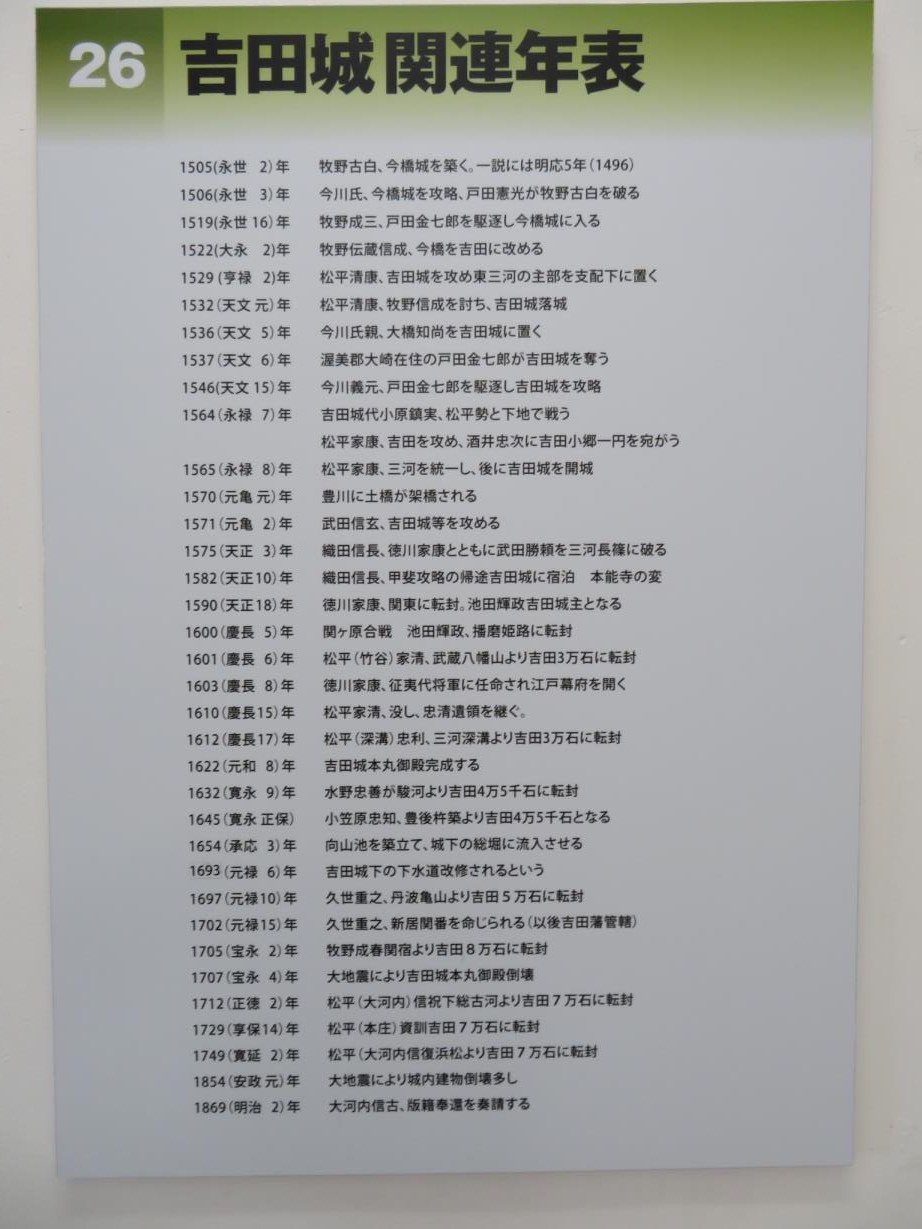 26 吉田城 関連年表
1505(永世 2)年 牧野古白、今橋城を築く。一説には明応5年(1496)
1506(永世 3)年 今川氏、今橋城を攻略、戸田憲光が牧野古白を破る
1519(永世 16)年 牧野成三、戸田金七郎を駆逐し今橋城に入る
1522(大永 2)年 牧野伝蔵信成、今橋を吉田に改める
1529 (亨禄 2)年 松平清康、吉田城を攻め東三河の主部を支配下に置く
1532(天文 元)年 松平清康、牧野信成を討ち、吉田城落城
1536(天文 5)年 今川氏親、大橋知尚を吉田城に置く
1537(天文 6)年 渥美郡大崎在住の戸田金七郎が吉田城を奪う
1546(天文 15)年 今川義元、戸田金七郎を駆逐し吉田城を攻略
1564(永禄 7)年 吉田城代小原鎮実、松平勢と下地で戦う
松平家康、吉田を攻め、酒井忠次に吉田小郷一円を宛がう
1565(永禄 8)年 松平家康、三河を統一し、後に吉田城を開城
1570(元亀 元)年 豊川に土橋が架橋される
1571(元亀 2)年 武田信玄、吉田城等を攻める
1575(天正 3)年 織田信長、徳川家康とともに武田勝頼を三河長篠に破る
1582(天正10)年 織田信長、甲斐攻略の帰途吉田城に宿泊 本能寺の変
1590(天正18)年 徳川家康、関東に転封。池田輝政吉田城主となる
1600(慶長 5)年 関ヶ原合戦 池田輝政、播磨姫路に転封
1601(慶長 6)年 松平(竹谷)家清、武蔵八幡山より吉田3万石に転封
1603(慶長 8)年 徳川家康、征夷代将軍に任命され江戸幕府を開く
1610(慶長15)年 松平家清、没し、忠清遺領を継ぐ。
1612(慶長17)年 松平(深溝)忠利、三河深溝より吉田3万石に転封
1622(元和 8)年 吉田城本丸御殿完成する
1632(寛永 9)年 水野忠善が駿河より吉田4万5千石に転封
1645(寛永 正保) 小笠原忠知、豊後杵築より吉田4万5千石となる
1654(承応 3)年 向山池を築立て、城下の総堀に流入させる
1693(元禄 6)年 吉田城下の下水道改修されるという
1697(元禄10)年 久世重之、丹波亀山より吉田5万石に転封
1702(元禄15)年 久世重之、新居関番を命じられる(以後吉田藩管轄)
1705(宝永 2)年 牧野成春関宿より吉田8万石に転封
1707(宝永 4)年 大地震により吉田城本丸御殿倒壊
1712(正徳 2)年 松平(大河内)信祝下総古河より吉田7万石に転封
1729(享保14)年 松平(本庄)資訓吉田7万石に転封
1749(寛延 2)年 松平(大河内信復浜松より吉田7万石に転封
1854(安政 元)年 大地震により城内建物倒壊多し
1869(明治 2)年 大河内信古、版籍奉還を奏請する